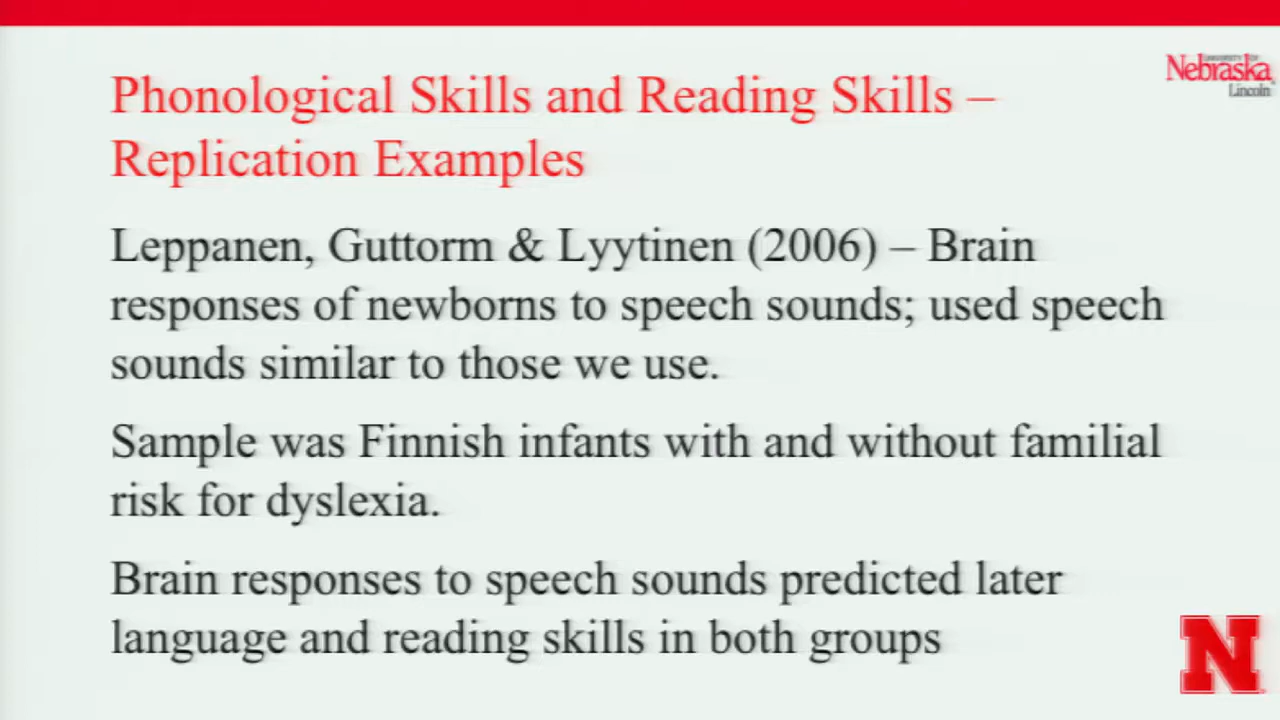 Phonological Skills and Reading Skills –
Replication Examples
UNIVERSITY OF
Nebraska
Lincoln
Leppanen, Guttorm & Lyytinen (2006) – Brain
responses of newborns to speech sounds; used speech
sounds similar to those we use.
Sample was Finnish infants with and without familial
risk for dyslexia.
Brain responses to speech sounds predicted later
language and reading skills in both groups
N